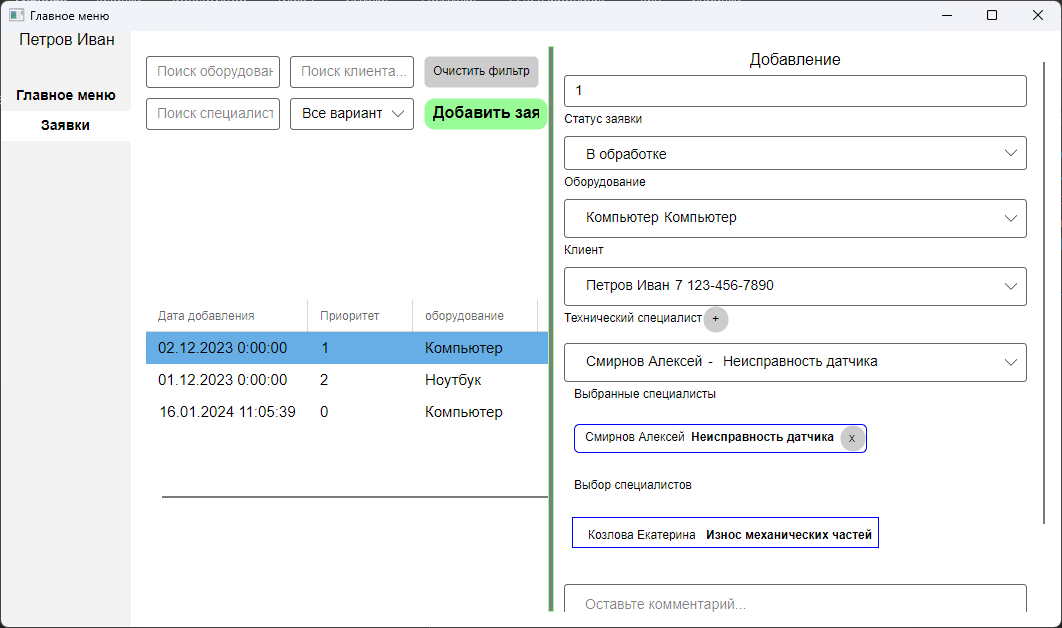 Главное меню
Петров Иван
Главное меню
Заявки
Поиск оборудован
Поиск клиента...
Очистить фильтр
Поиск специалист
Все вариант
Добавить зая
Дата добавления Приоритет оборудование
02.12.2023 0:00:00 1 Компьютер
01.12.2023 0:00:00 2 Ноутбук
16.01.2024 11:05:39 0 Компьютер
Добавление
1
Статус заявки
В обработке
Оборудование
Компьютер Компьютер
Клиент
Петров Иван 7 123-456-7890
Технический специалист +
Смирнов Алексей - Неисправность датчика
Выбранные специалисты
Смирнов Алексей Неисправность датчика x
Выбор специалистов
Козлова Екатерина Износ механических частей
Оставьте комментарий...